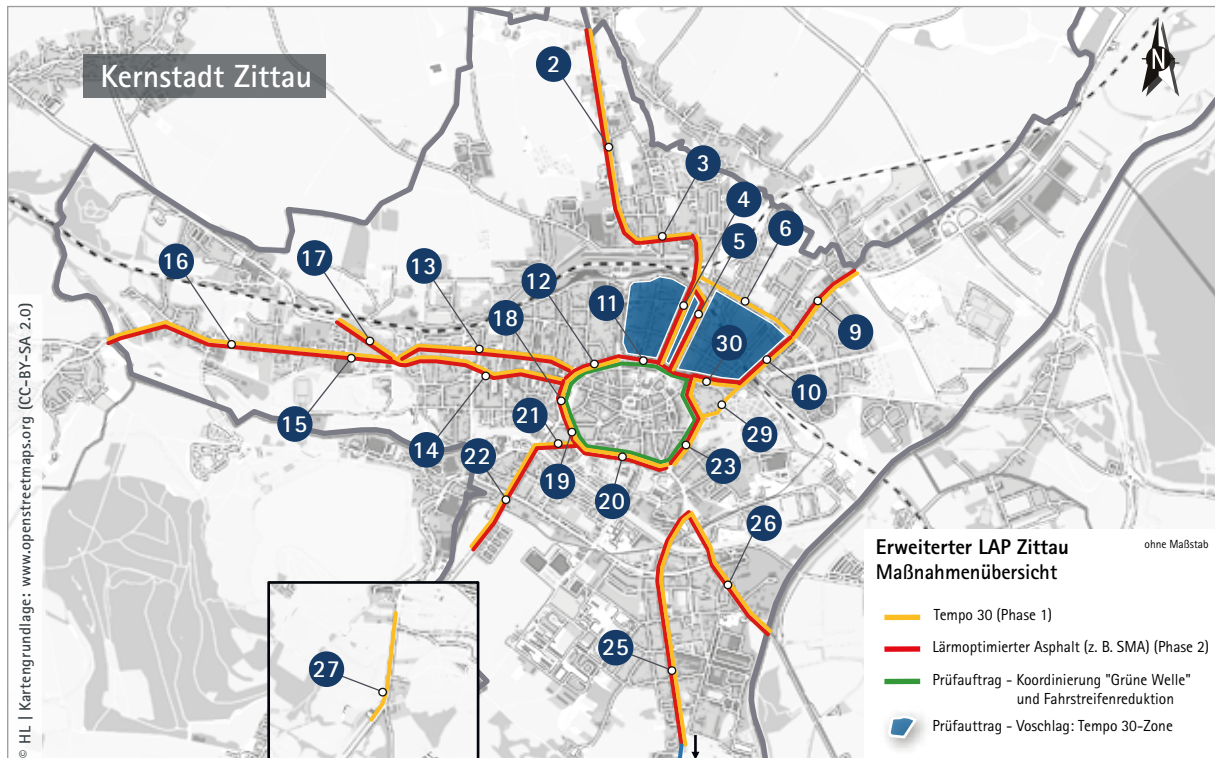 Kernstadt Zittau
N
2
3
4
5
6
16
17
13
12
18
11
9
30
10
15
14
21
22
19
20
29
23
26
25
27
Erweiterter LAP Zittau
ohne Maßstab
Maßnahmenübersicht
Tempo 30 (Phase 1)
Lärmoptimierter Asphalt (z. B. SMA) (Phase 2)
Prüfauftrag - Koordinierung "Grüne Welle"
und Fahrstreifenreduktion
Prüfauttrag - Voschlag: Tempo 30-Zone
© HL | Kartengrundlage: www.openstreetmaps.org (CC-BY-SA 2.0)